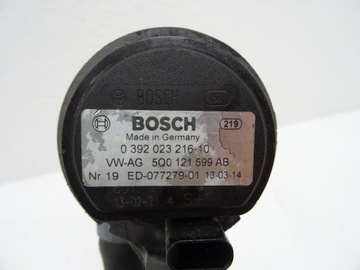 BOSCH
BOSCH 219
Made in Germany
0 392 023 216-10
VW-AG 5Q0 121 599 AB
Nr 19 ED-077279-01 13-03-14